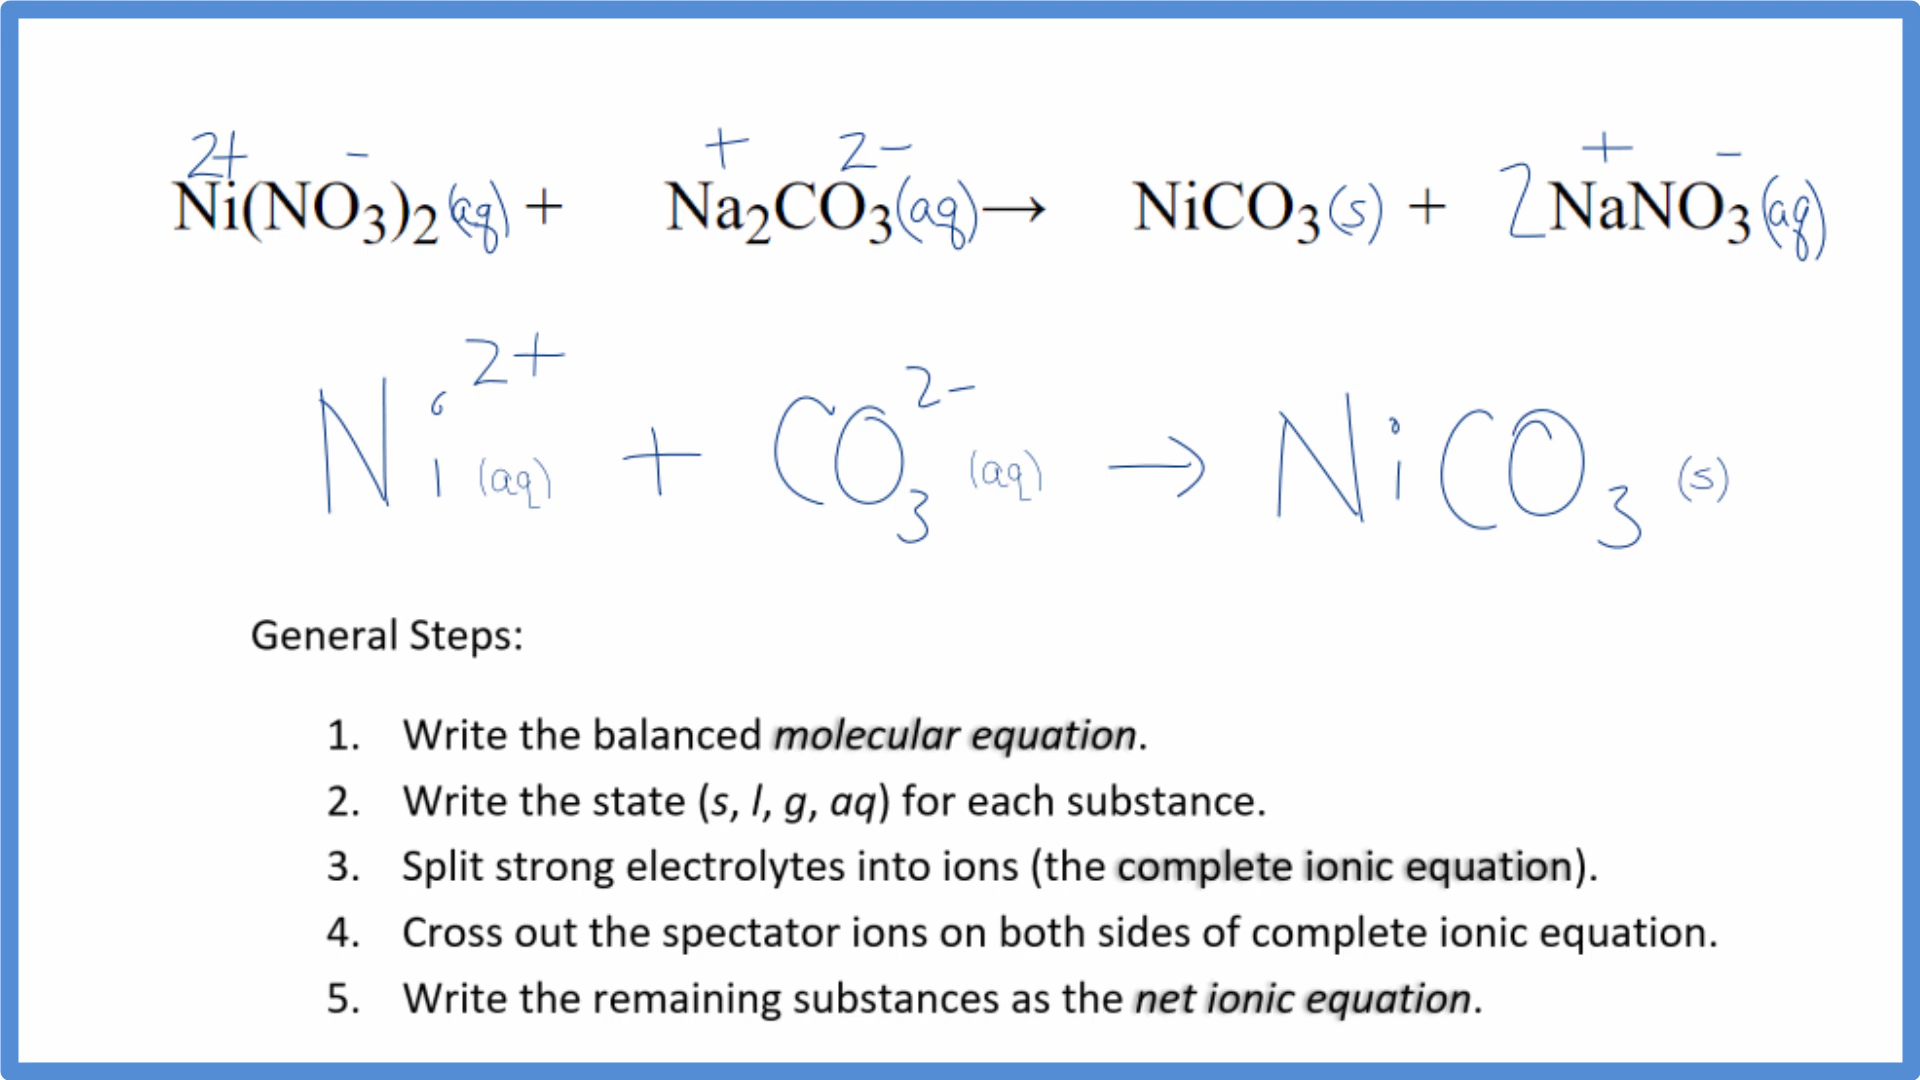 2+ - + 2- + -
Ni(NO3)2(aq) + Na2CO3(aq) → NiCO3(s) + 2NaNO3(aq)
Ni2+(aq) + CO3 2-(aq) → NiCO3(s)
General Steps:
1. Write the balanced molecular equation.
2. Write the state (s, l, g, aq) for each substance.
3. Split strong electrolytes into ions (the complete ionic equation).
4. Cross out the spectator ions on both sides of complete ionic equation.
5. Write the remaining substances as the net ionic equation.